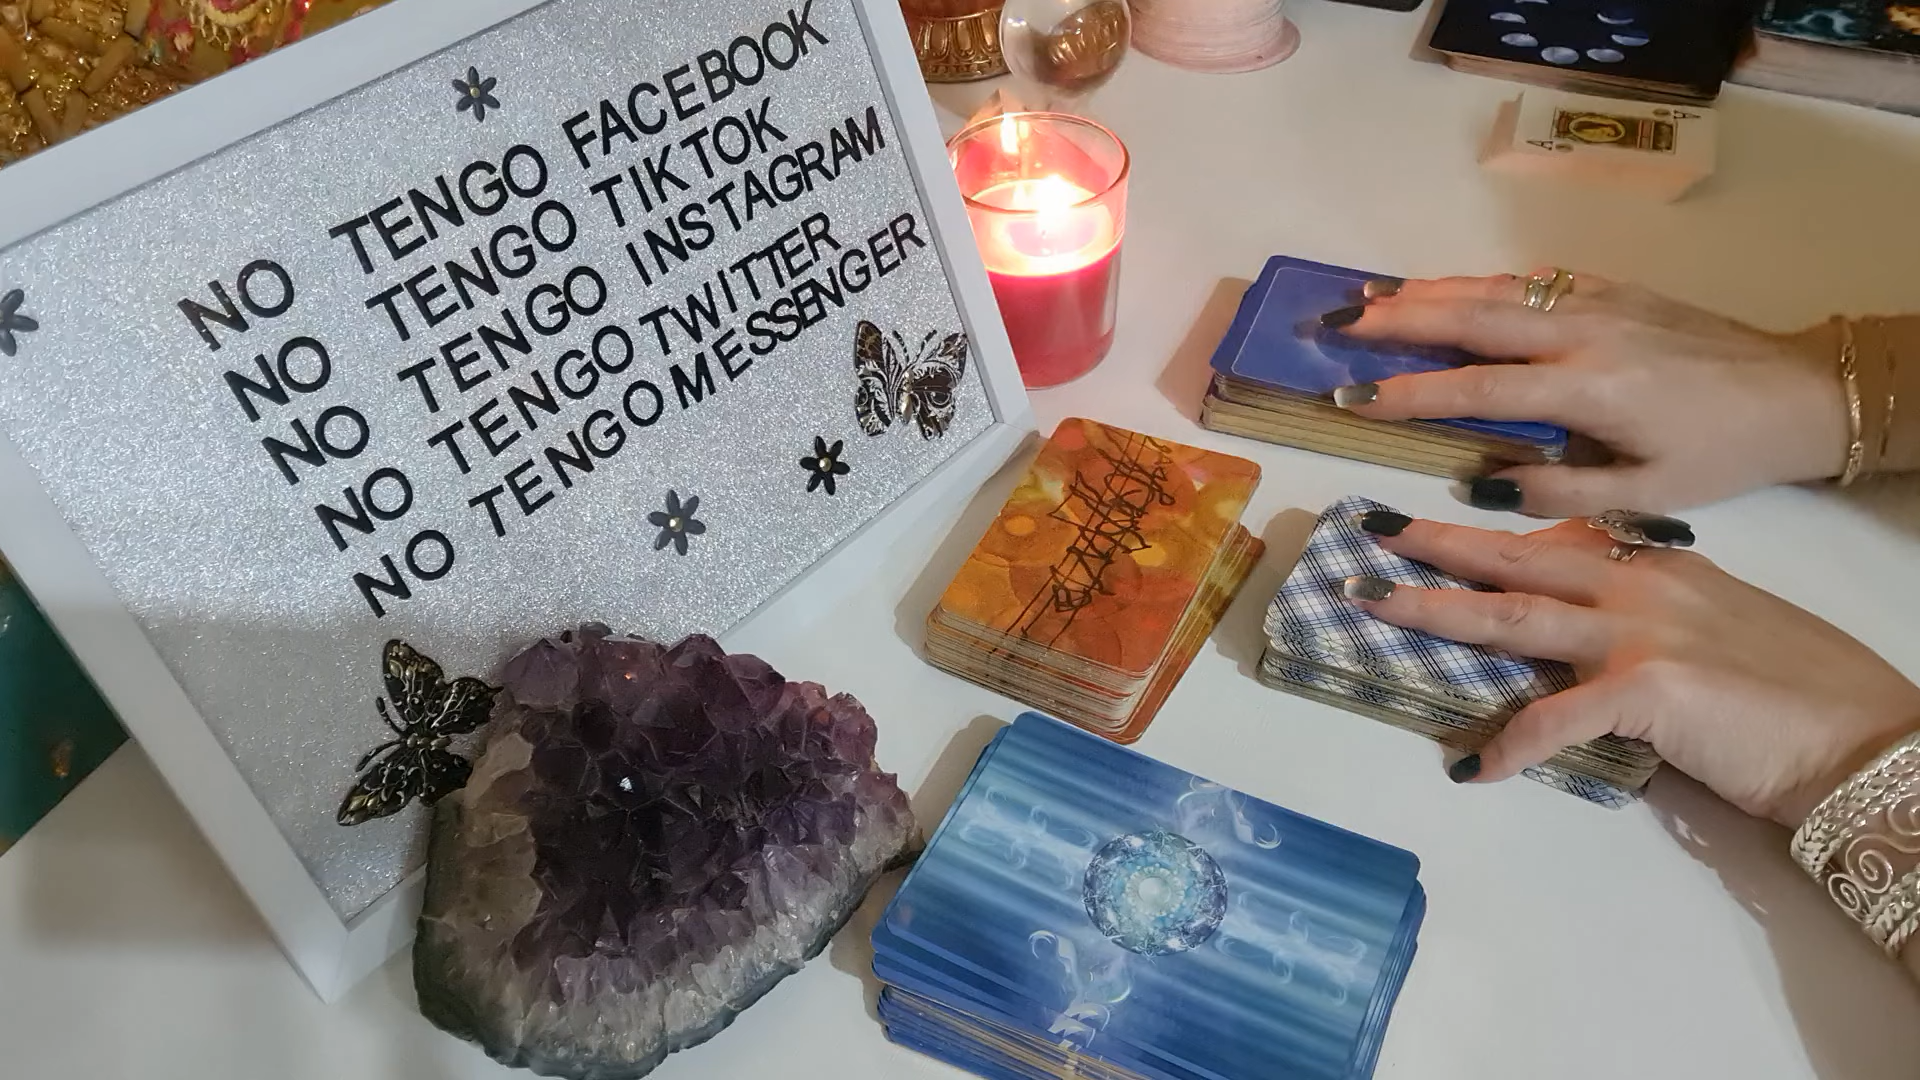 NO TENGO FACEBOOK
NO TENGO TIKTOK
NO TENGO INSTAGRAM
NO TENGO TWITTER
NO TENGO MESSENGER
A
A